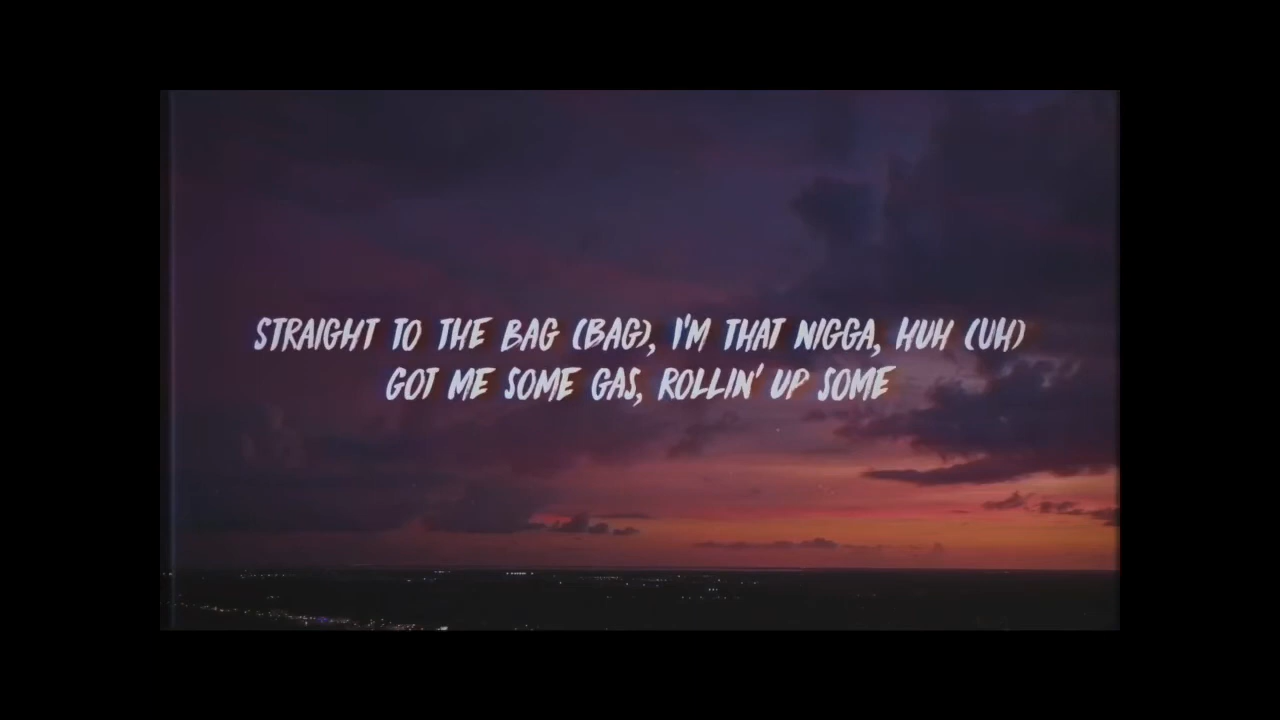 STRAIGHT TO THE BAG (BAG), I'M THAT NIGGA, HUH (UH)
GOT ME SOME GAS, ROLLIN' UP SOME